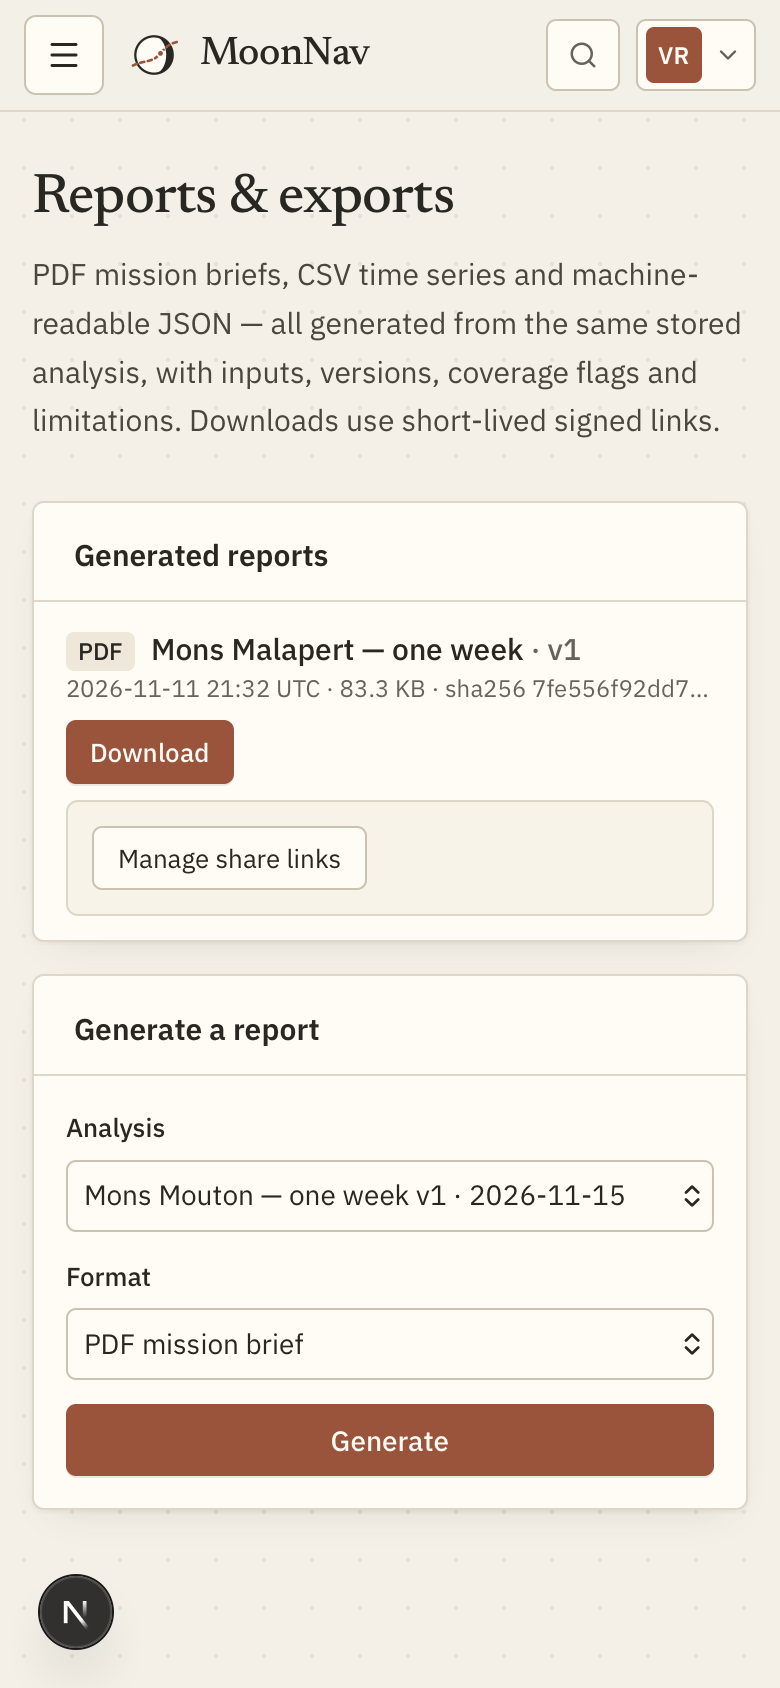 MoonNav
VR
Reports & exports
PDF mission briefs, CSV time series and machine-
readable JSON — all generated from the same stored
analysis, with inputs, versions, coverage flags and
limitations. Downloads use short-lived signed links.
Generated reports
PDF Mons Malapert — one week · v1
2026-11-11 21:32 UTC · 83.3 KB · sha256 7fe556f92dd7…
Download
Manage share links
Generate a report
Analysis
Mons Mouton — one week v1 · 2026-11-15
Format
PDF mission brief
Generate
N